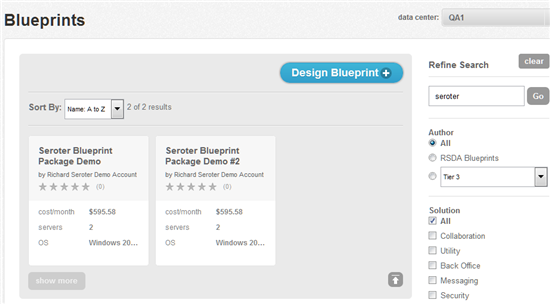 Blueprints
data center: QA1
Design Blueprint
Refine Search clear
Sort By: Name: A to Z 2 of 2 results
seroter Go
Seroter Blueprint
Package Demo
by Richard Seroter Demo Account
(0)
cost/month $595.58
servers 2
OS Windows 20...
Seroter Blueprint
Package Demo #2
by Richard Seroter Demo Account
(0)
cost/month $595.58
servers 2
OS Windows 20...
show more
Author
All
RSDA Blueprints
Tier 3
Solution
All
Collaboration
Utility
Back Office
Messaging
Security